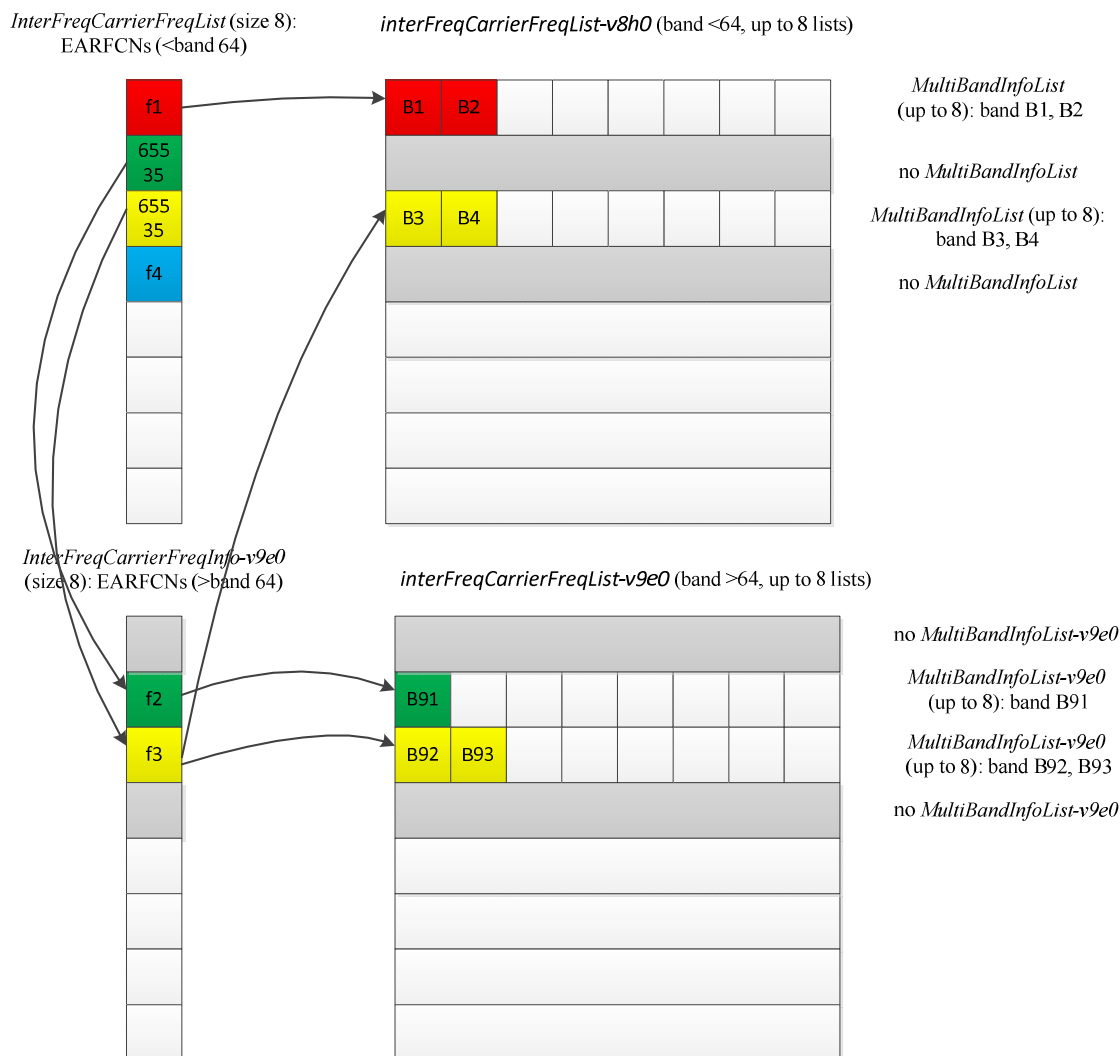 interFreqCarrierFreqList (size 8):
EARFCNs (<band 64)
interFreqCarrierFreqList-v8h0 (band <64, up to 8 lists)
f1
655
35
655
35
f4
B1 B2
B3 B4
MultiBandInfoList
(up to 8): band B1, B2
no MultiBandInfoList
MultiBandInfoList (up to 8):
band B3, B4
no MultiBandInfoList
InterFreqCarrierFreqInfo-v9e0
(size 8): EARFCNs (>band 64)
interFreqCarrierFreqList-v9e0 (band >64, up to 8 lists)
f2
f3
B91
B92 B93
no MultiBandInfoList-v9e0
MultiBandInfoList-v9e0
(up to 8): band B91
MultiBandInfoList-v9e0
(up to 8): band B92, B93
no MultiBandInfoList-v9e0